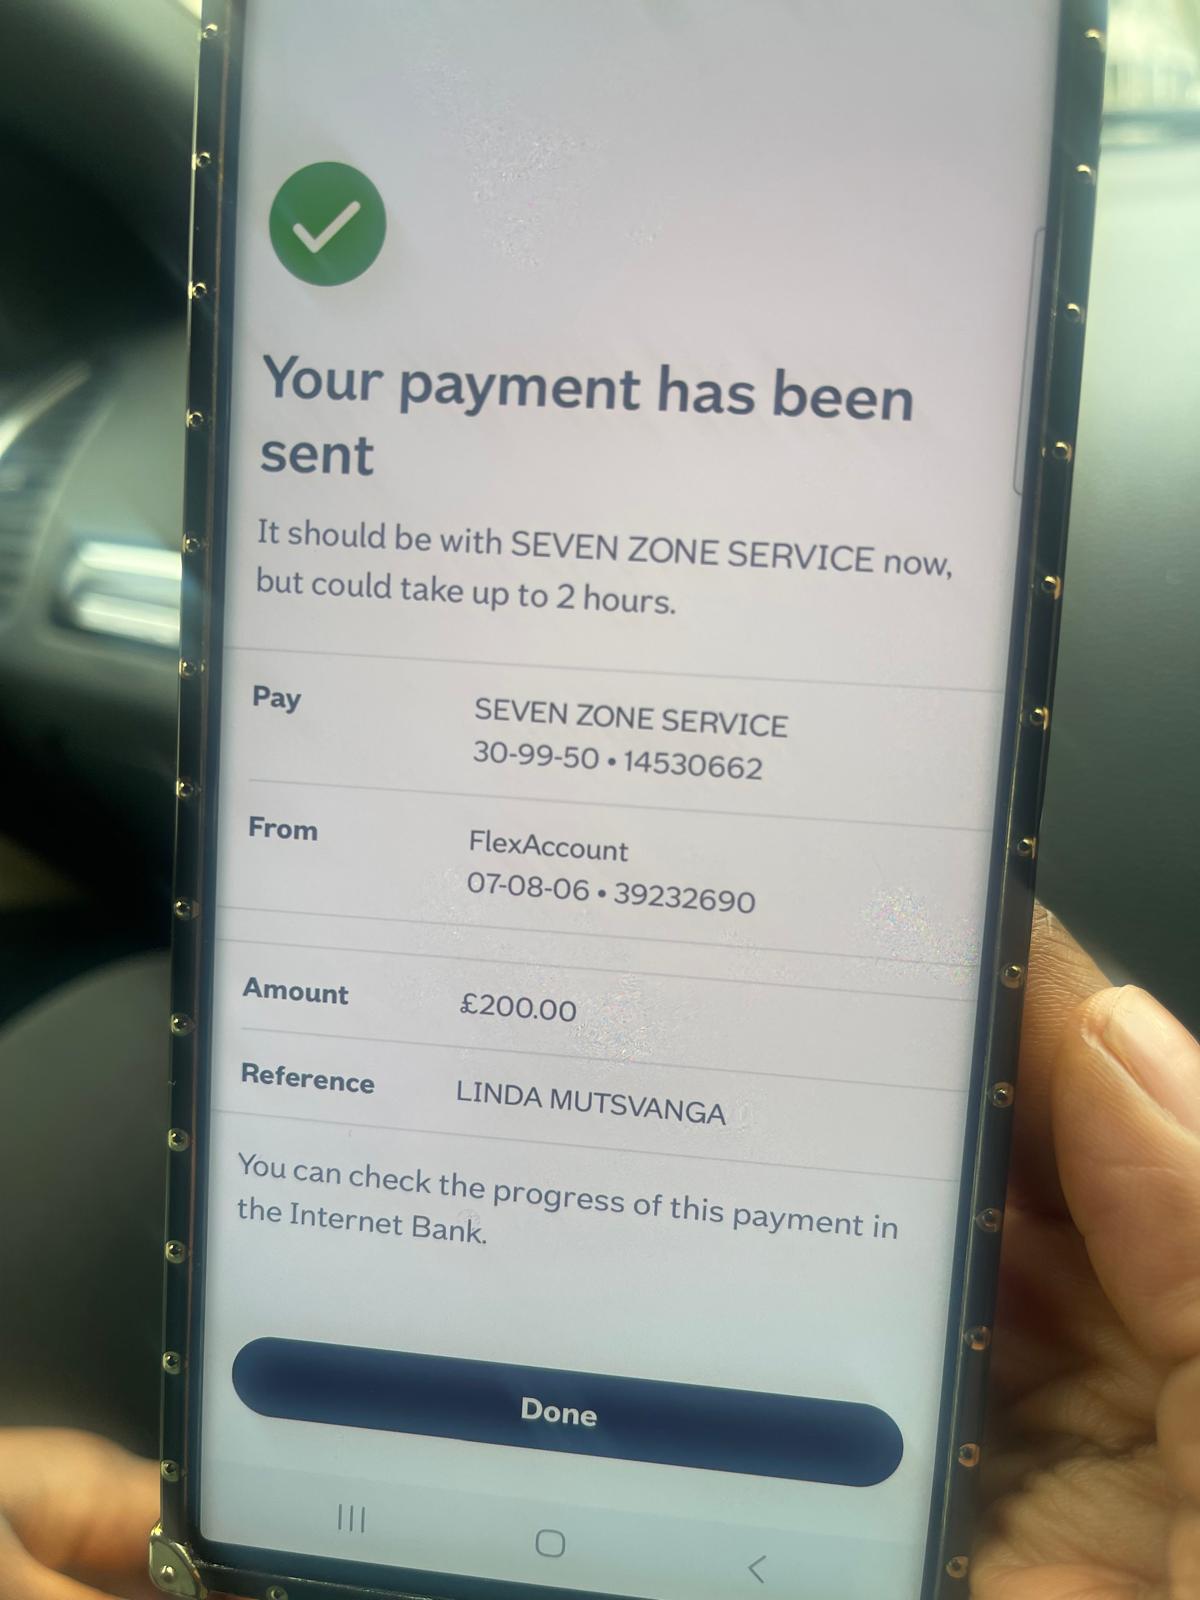 Your payment has been
sent
It should be with SEVEN ZONE SERVICE now,
but could take up to 2 hours.
Pay
SEVEN ZONE SERVICE
30-99-50 • 14530662
From
FlexAccount
07-08-06 • 39232690
Amount
£200.00
Reference
LINDA MUTSVANGA
You can check the progress of this payment in
the Internet Bank.
Done